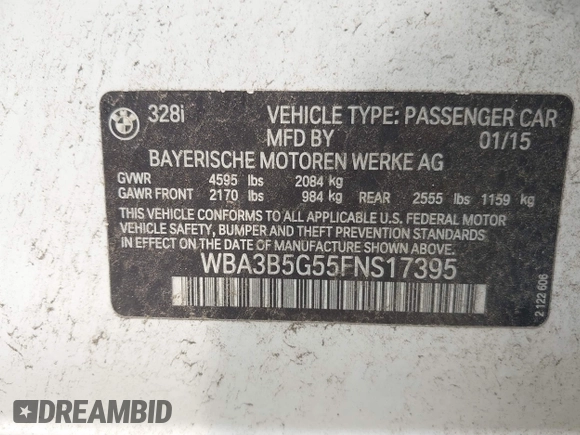 328i VEHICLE TYPE: PASSENGER CAR
MFD BY 01/15
BAYERISCHE MOTOREN WERKE AG
GVWR 4595 lbs 2084 kg
GAWR FRONT 2170 lbs 984 kg REAR 2555 lbs 1159 kg
THIS VEHICLE CONFORMS TO ALL APPLICABLE U.S. FEDERAL MOTOR
VEHICLE SAFETY, BUMPER AND THEFT PREVENTION STANDARDS
IN EFFECT ON THE DATE OF MANUFACTURE SHOWN ABOVE.
WBA3B5G55FNS17395
2 122 606
DREAMBID